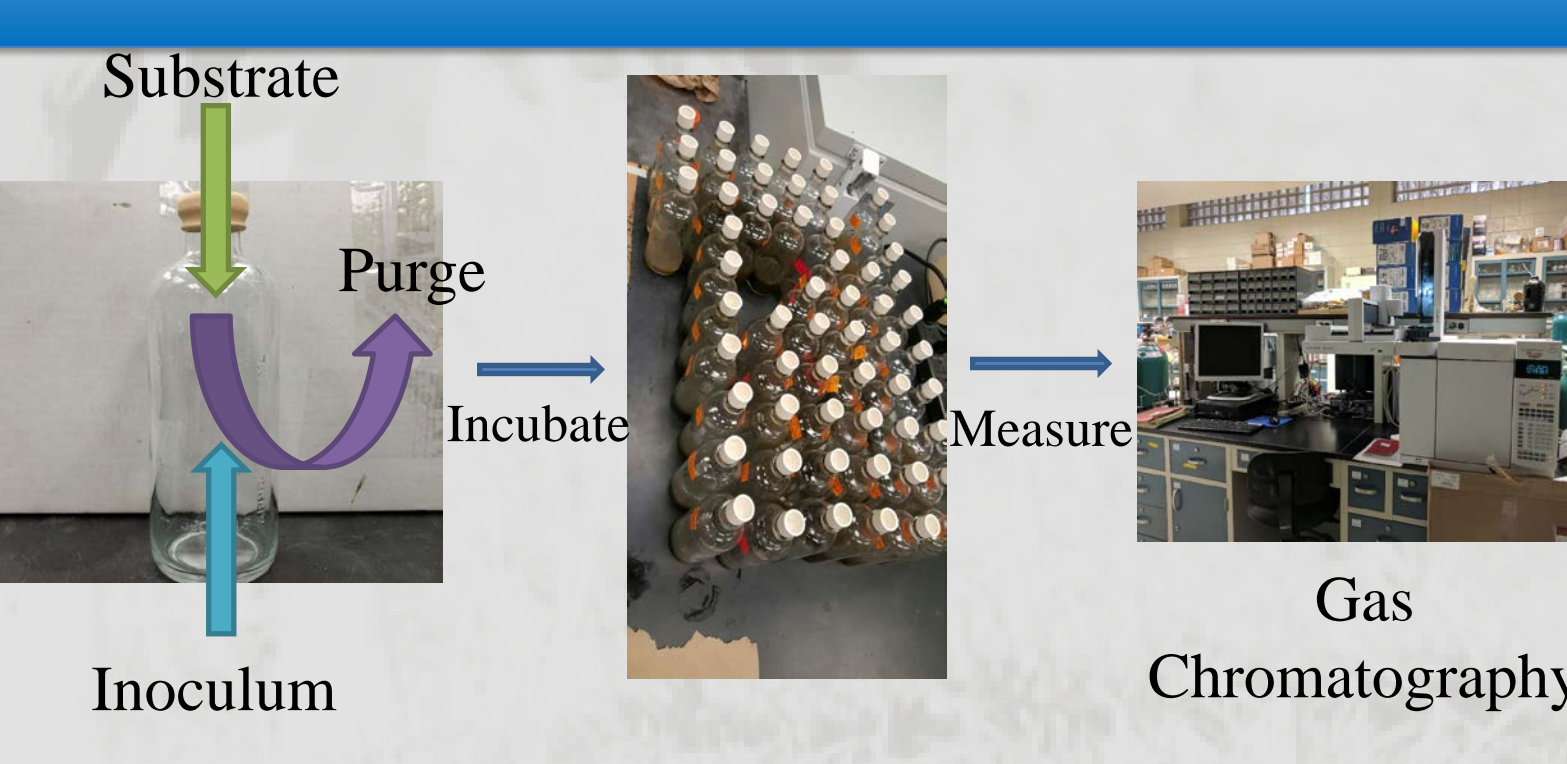 Substrate
Purge
Incubate
Measure
Inoculum
Gas
Chromatography